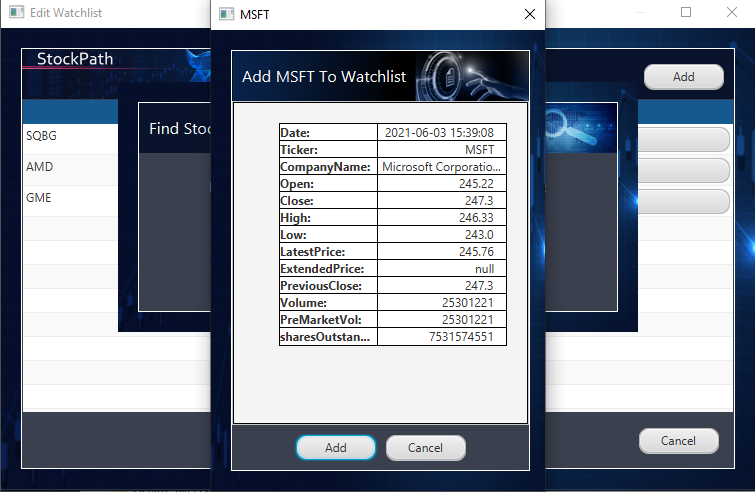 Edit Watchlist
MSFT
StockPath
Add
Add MSFT To Watchlist
Find
SQBG
AMD
GME
Date: 2021-06-03 15:39:08
Ticker: MSFT
CompanyName: Microsoft Corporatio...
Open: 245.22
Close: 247.3
High: 246.33
Low: 243.0
LatestPrice: 245.76
ExtendedPrice: null
PreviousClose: 247.3
Volume: 25301221
PreMarketVol: 25301221
sharesOutstan... 7531574551
Add Cancel
Cancel